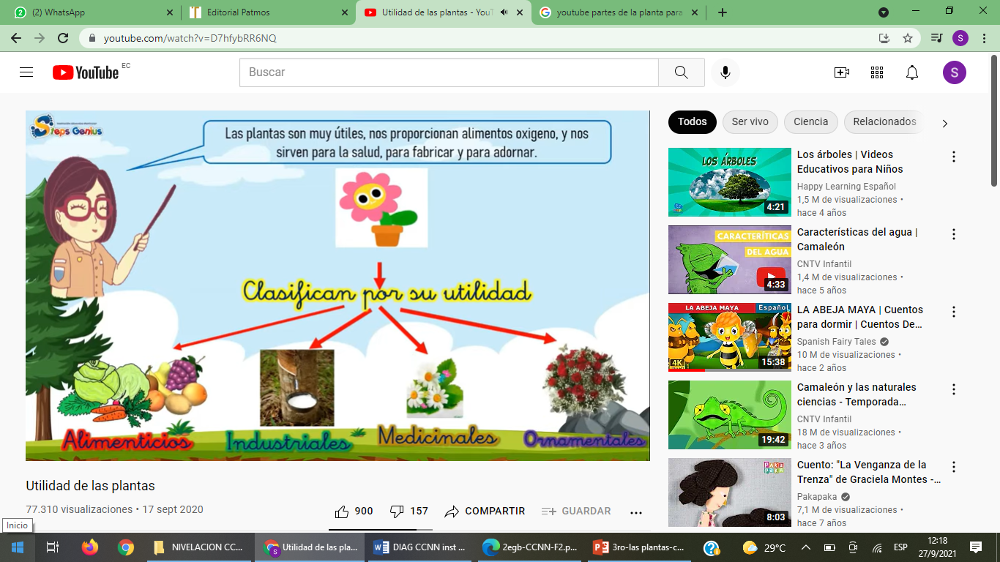 (2) WhatsApp
Editorial Patmos
Utilidad de las plantas - YouT
youtube partes de la planta para
youtube.com/watch?v=D7hfybRR6NQ
S
YouTube EC
Buscar
S
Steps Genius
Las plantas son muy útiles, nos proporcionan alimentos oxigeno, y nos
sirven para la salud, para fabricar y para adornar.
Clasifican por su utilidad
Alimenticios
Industriales
Medicinales
Ornamentales
Utilidad de las plantas
77.310 visualizaciones • 17 sept 2020
900
157
COMPARTIR
GUARDAR
Todos
Ser vivo
Ciencia
Relacionados
LOS ÁRBOLES
4:21
Los árboles | Videos
Educativos para Niños
Happy Learning Español
1,5 M de visualizaciones •
hace 4 años
CARACTERÍTICAS
DEL AGUA
4:33
Características del agua |
Camaleón
CNTV Infantil
1,4 M de visualizaciones •
hace 5 años
LA ABEJA MAYA
Español
4K
15:38
LA ABEJA MAYA | Cuentos
para dormir | Cuentos De...
Spanish Fairy Tales
10 M de visualizaciones •
hace 2 años
19:42
Camaleón y las naturales
ciencias - Temporada...
CNTV Infantil
18 M de visualizaciones •
hace 3 años
PAKA
PAKA
8:03
Cuento: "La Venganza de la
Trenza" de Graciela Montes -...
Pakapaka
7,1 M de visualizaciones •
hace 7 años
Inicio
NIVELACION CC...
Utilidad de las pla...
DIAG CCNN inst ...
2egb-CCNN-F2.p...
3ro-las plantas-c...
29°C
ESP
12:18
27/9/2021